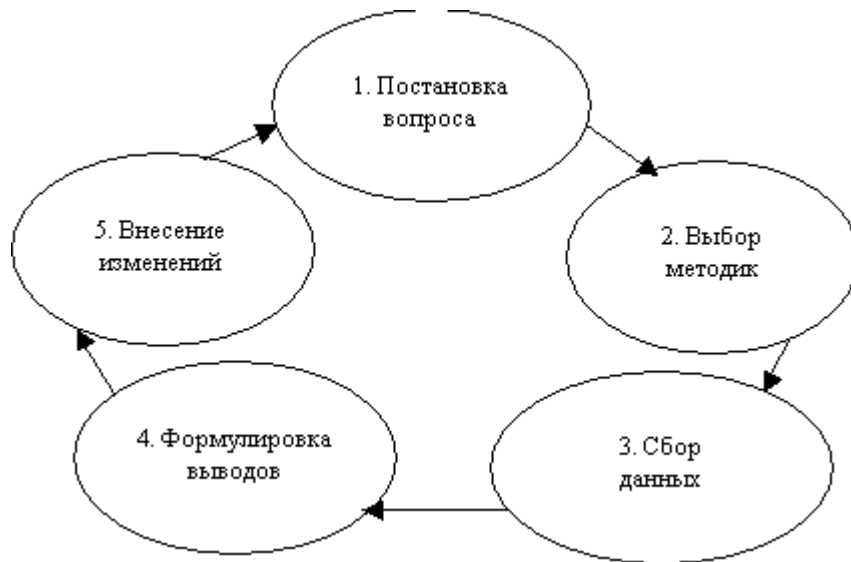 1. Постановка
вопроса
2. Выбор
методик
3. Сбор
данных
4. Формулировка
выводов
5. Внесение
изменений